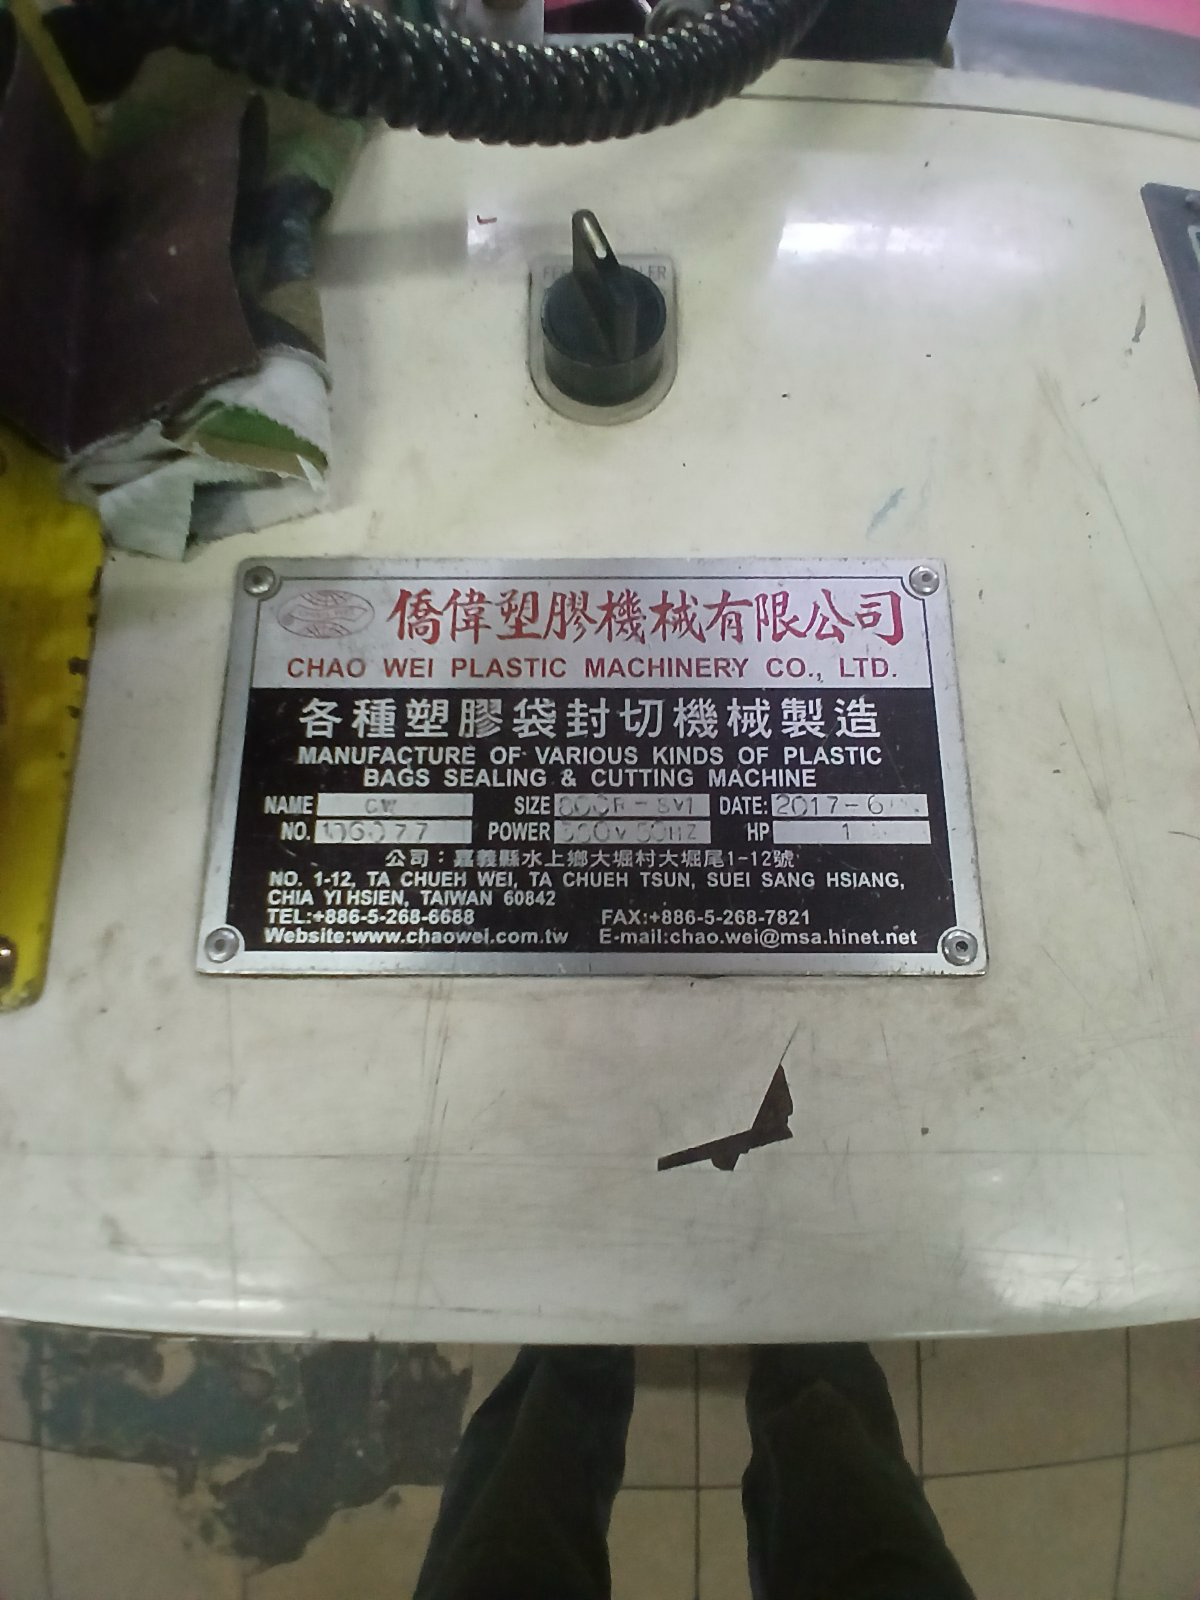 僑偉塑膠機械有限公司
CHAO WEI PLASTIC MACHINERY CO., LTD.
各種塑膠袋封切機械製造
MANUFACTURE OF VARIOUS KINDS OF PLASTIC
BAGS SEALING & CUTTING MACHINE
NAME CW SIZE DATE: 2017-6
NO. POWER HP 1
公司：嘉義縣水上鄉大堀村大堀尾1-12號
NO. 1-12, TA CHUEH WEI, TA CHUEH TSUN, SUEI SANG HSIANG,
CHIA YI HSIEN, TAIWAN 60842
TEL:+886-5-268-6688 FAX:+886-5-268-7821
Website:www.chaowei.com.tw E-mail:chao.wei@msa.hinet.net